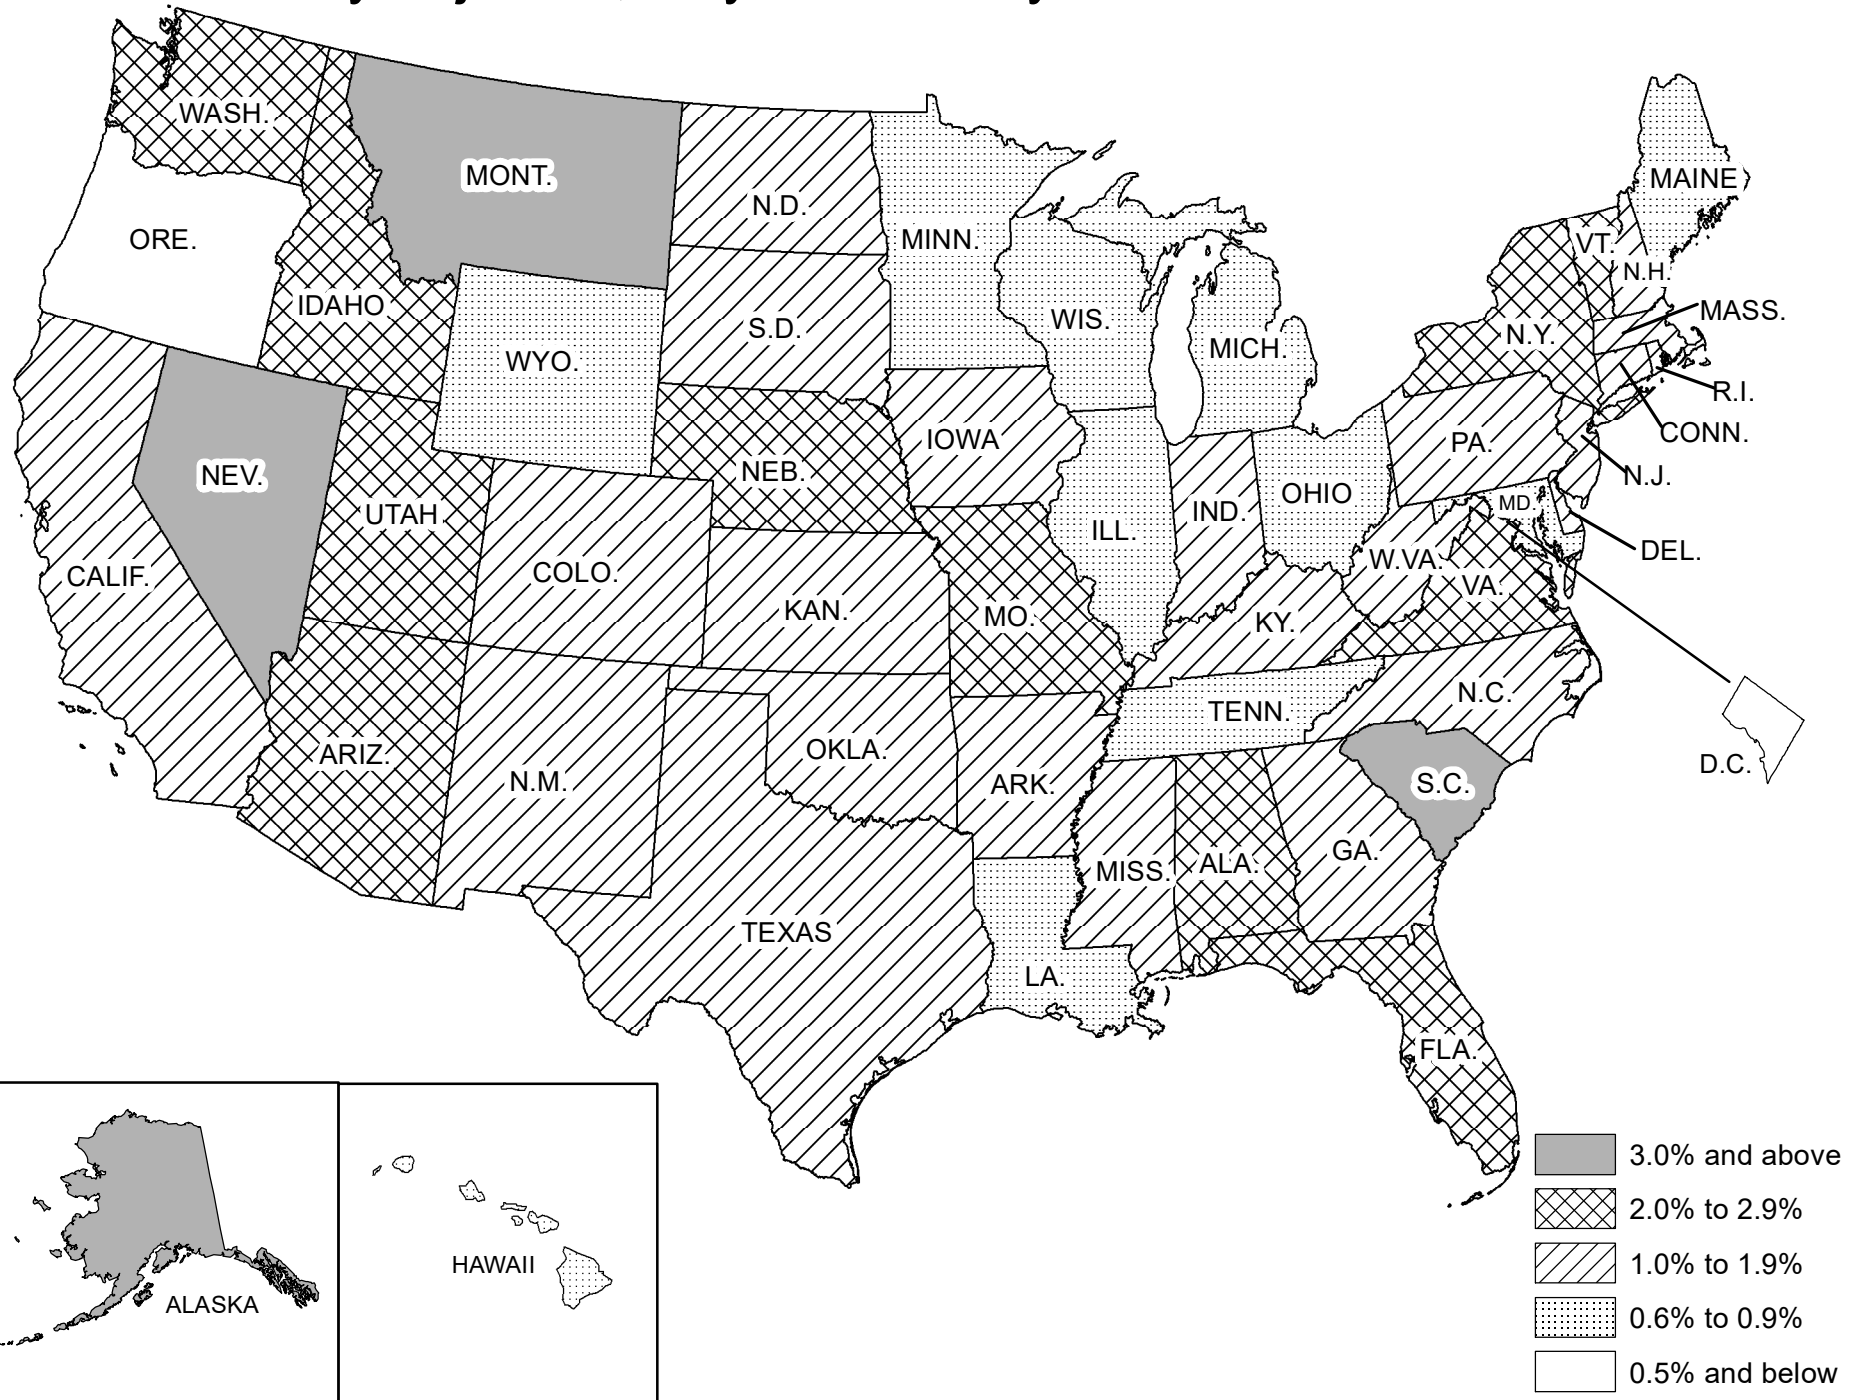 WASH.
MONT.
N.D.
MINN.
MAINE
ORE.
VT.
N.H.
IDAHO
S.D.
WIS.
MICH.
N.Y.
MASS.
WYO.
R.I.
IOWA
PA.
CONN.
NEV.
NEB.
N.J.
UTAH
ILL.
IND.
OHIO
MD.
DEL.
CALIF.
COLO.
KAN.
MO.
KY.
W.VA.
VA.
N.C.
TENN.
ARIZ.
N.M.
OKLA.
ARK.
S.C.
D.C.
MISS.
ALA.
GA.
TEXAS
LA.
FLA.
HAWAII
ALASKA
3.0% and above
2.0% to 2.9%
1.0% to 1.9%
0.6% to 0.9%
0.5% and below